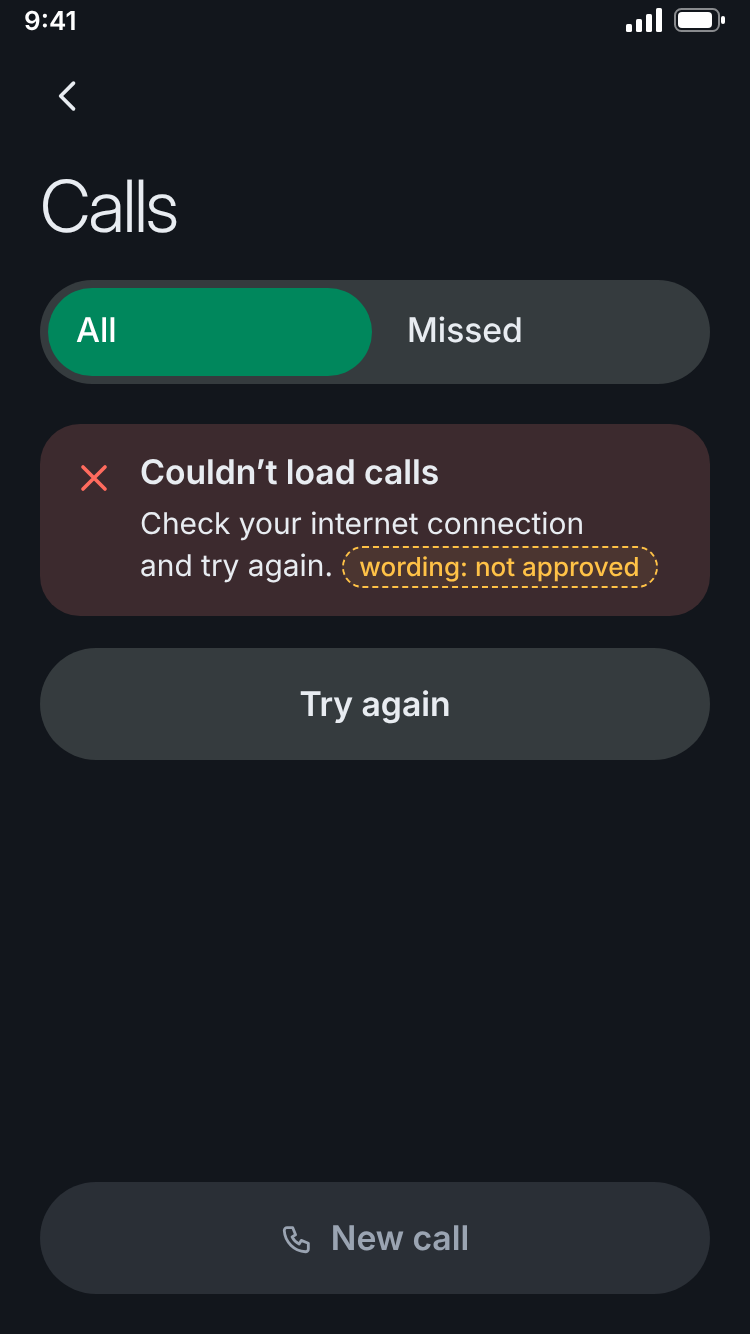 9:41
Calls
All
Missed
Couldn’t load calls
Check your internet connection
and try again. wording: not approved
Try again
New call